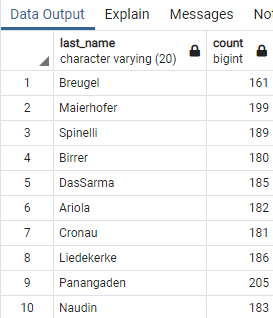 Data Output Explain Messages
last_name count
character varying (20) bigint
1 Breugel 161
2 Maierhofer 199
3 Spinelli 189
4 Birrer 180
5 DasSarma 185
6 Ariola 182
7 Cronau 181
8 Liedekerke 186
9 Panangaden 205
10 Naudin 183